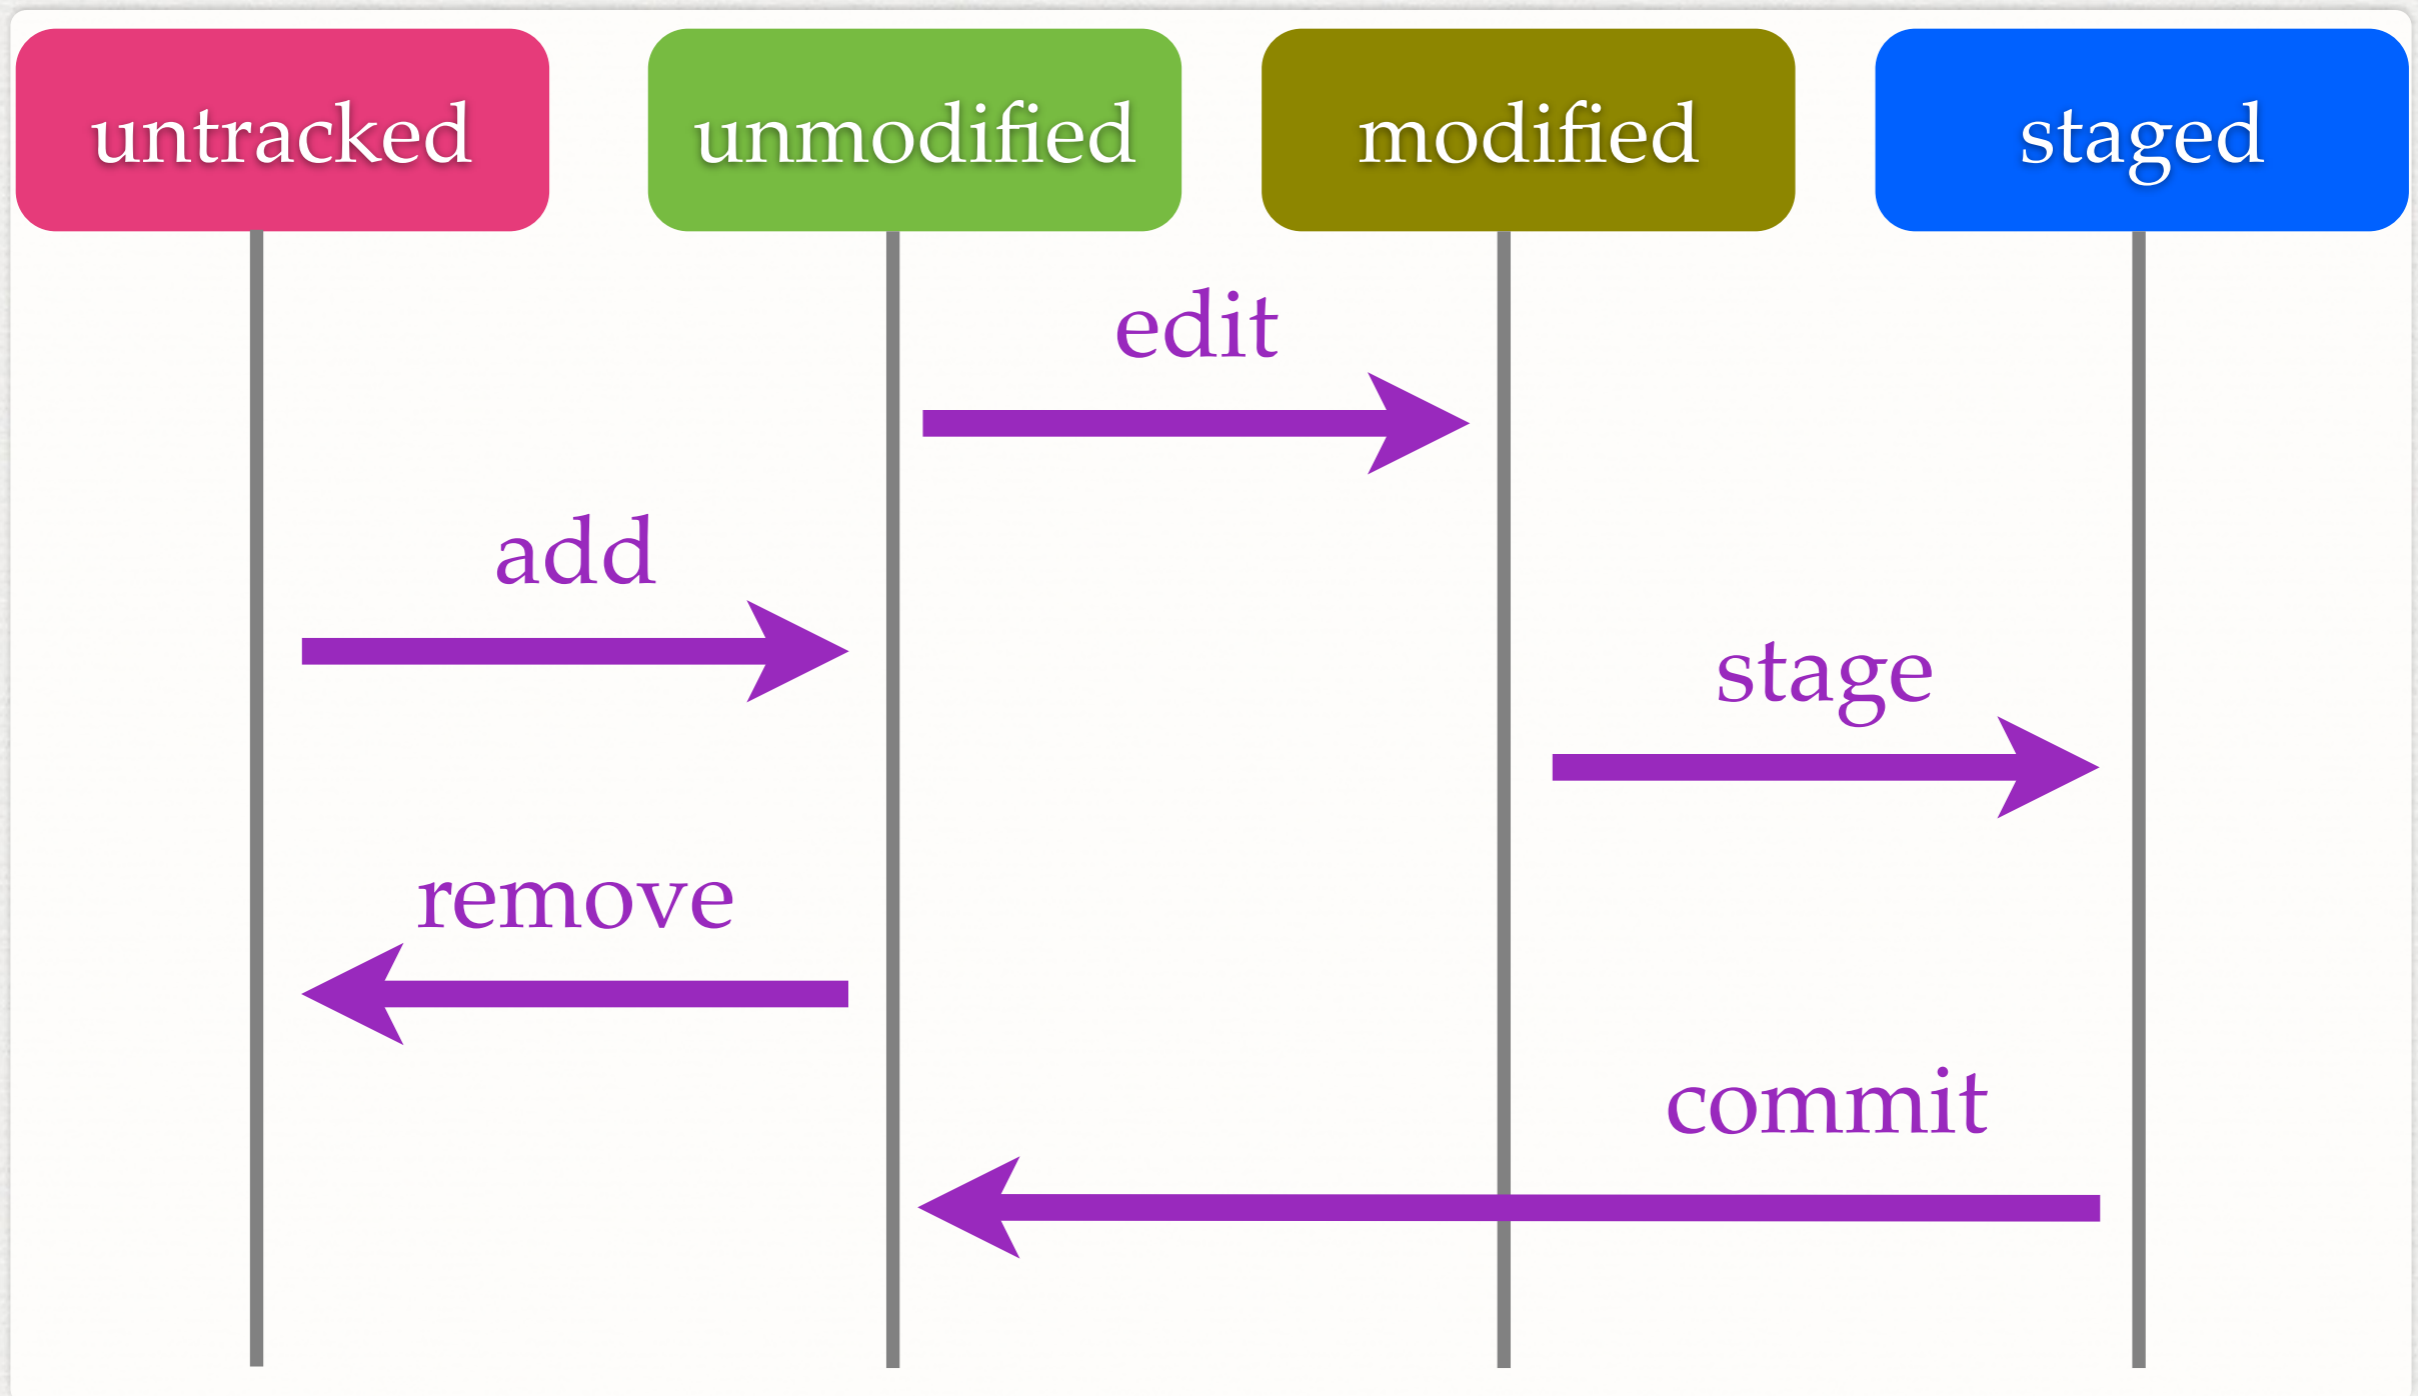 untracked
unmodified
modified
staged
edit
add
stage
remove
commit